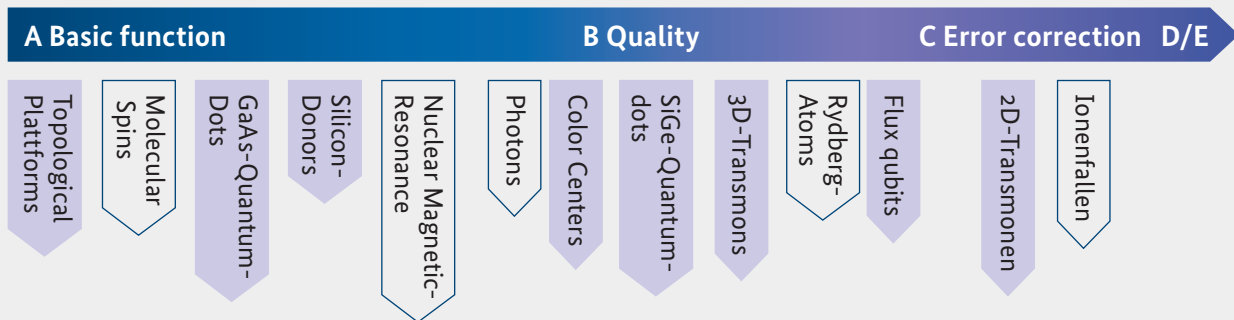 A Basic function
B Quality
C Error correction
D/E
Topological
Plattforms
Molecular
Spins
GaAs-Quantum-
Dots
Silicon-
Donors
Nuclear Magnetic-
Resonance
Photons
Color Centers
SiGe-Quantum-
dots
3D-Transmons
Rydberg-
Atoms
Flux qubits
2D-Transmonen
Ionenfallen